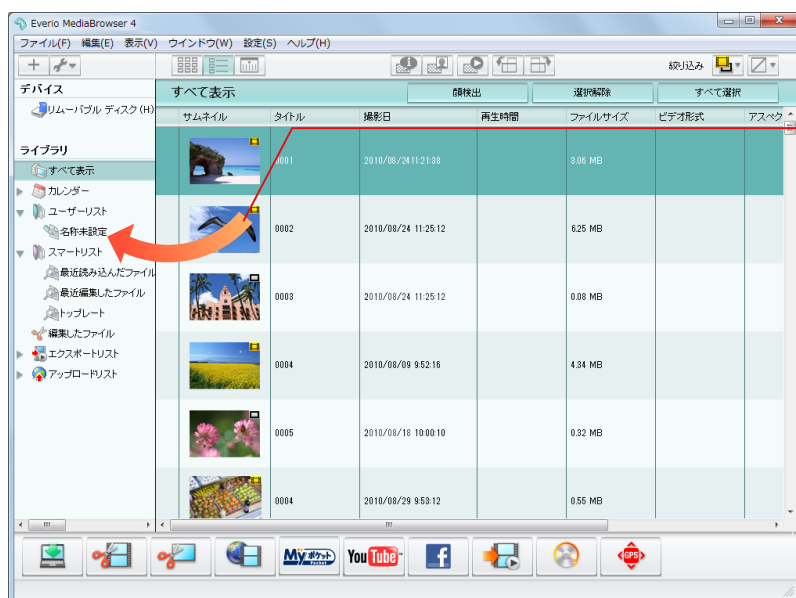 Everio MediaBrowser 4
ファイル(F) 編集(E) 表示(V) ウインドウ(W) 設定(S) ヘルプ(H)
絞り込み
デバイス
リムーバブル ディスク (H)
ライブラリ
すべて表示
カレンダー
ユーザーリスト
名称未設定
スマートリスト
最近読み込んだファイル
最近編集したファイル
トップレート
編集したファイル
エクスポートリスト
アップロードリスト
すべて表示 顔検出 選択解除 すべて選択
サムネイル タイトル 撮影日 再生時間 ファイルサイズ ビデオ形式 アスペク
0001 2010/08/24 11:21:38 3.06 MB
0002 2010/08/24 11:25:12 6.25 MB
0003 2010/08/24 11:25:12 0.08 MB
0004 2010/08/09 9:52:16 4.34 MB
0005 2010/08/18 10:00:10 0.32 MB
0004 2010/08/29 9:53:12 0.55 MB
Myポケット Pocket YouTube f GPS